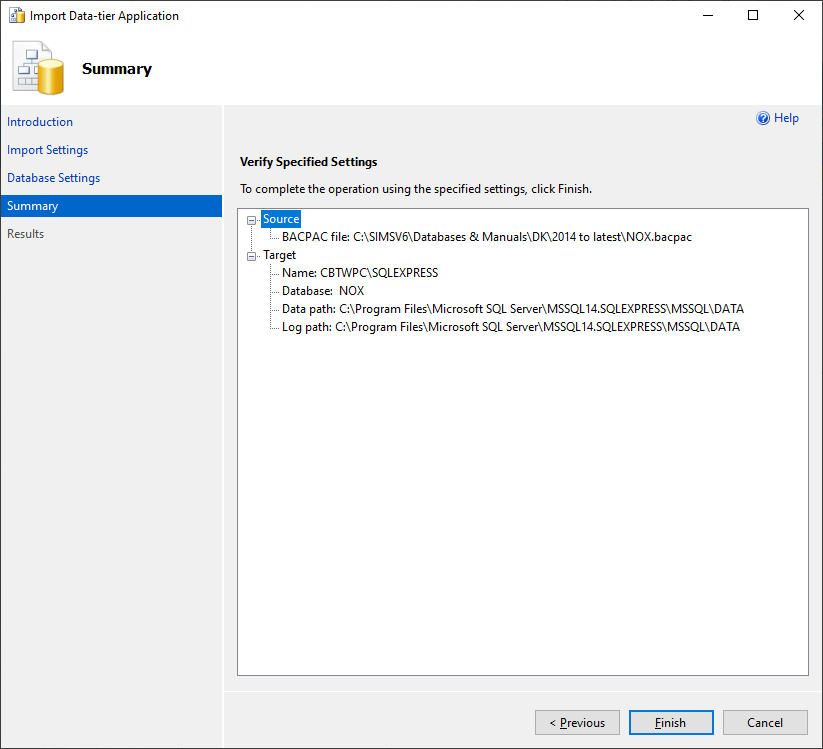 Import Data-tier Application
Summary
Introduction
Import Settings
Database Settings
Summary
Results
Help
Verify Specified Settings
To complete the operation using the specified settings, click Finish.
Source
BACPAC file: C:\SIMSV6\Databases & Manuals\DK\2014 to latest\NOX.bacpac
Target
Name: CBTWPC\SQLEXPRESS
Database:  NOX
Data path: C:\Program Files\Microsoft SQL Server\MSSQL14.SQLEXPRESS\MSSQL\DATA
Log path: C:\Program Files\Microsoft SQL Server\MSSQL14.SQLEXPRESS\MSSQL\DATA
< Previous
Finish
Cancel